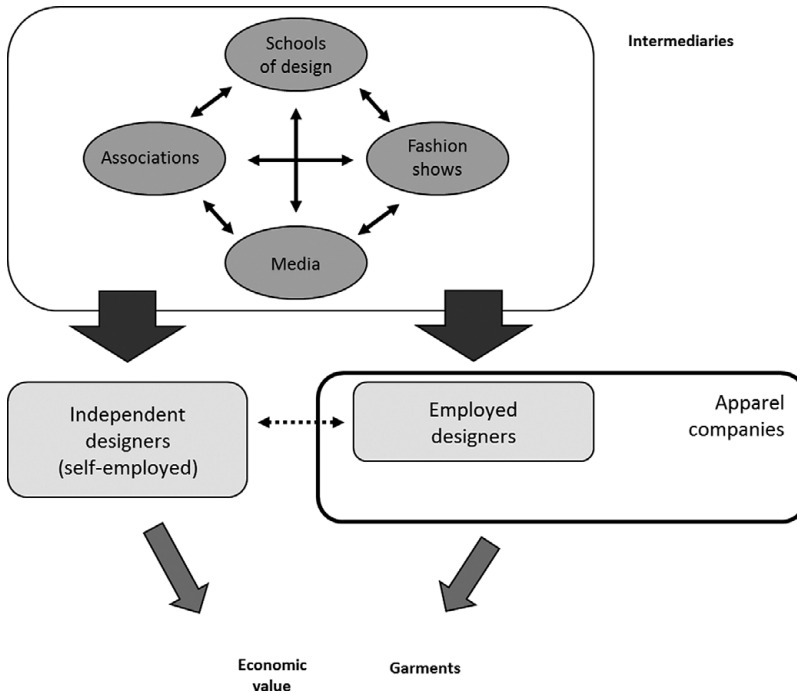 Schools
of design
Intermediaries
Associations
Fashion
shows
Media
Independent
designers
(self-employed)
Employed
designers
Apparel
companies
Economic
value
Garments